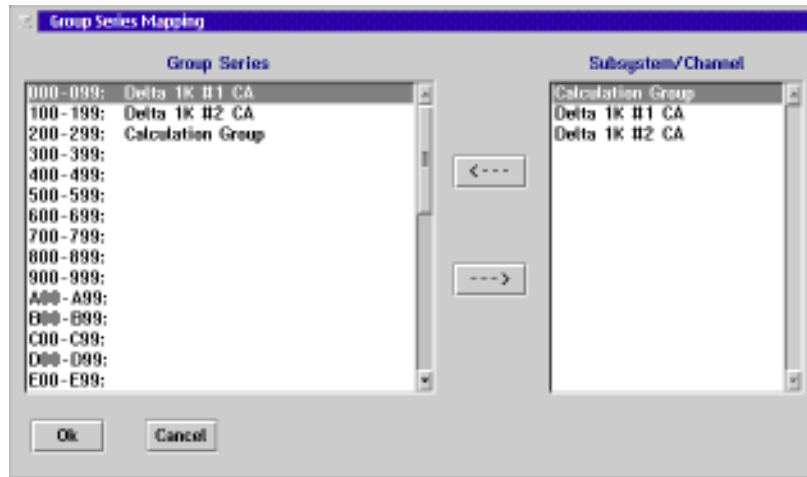 Group Series Mapping
Group Series
Subsystem/Channel
000-099: Delta 1K #1 CA
100-199: Delta 1K #2 CA
200-299: Calculation Group
300-399:
400-499:
500-599:
600-699:
700-799:
800-899:
900-999:
A00-A99:
B00-B99:
C00-C99:
D00-D99:
E00-E99:
<---
--->
Calculation Group
Delta 1K #1 CA
Delta 1K #2 CA
Ok
Cancel